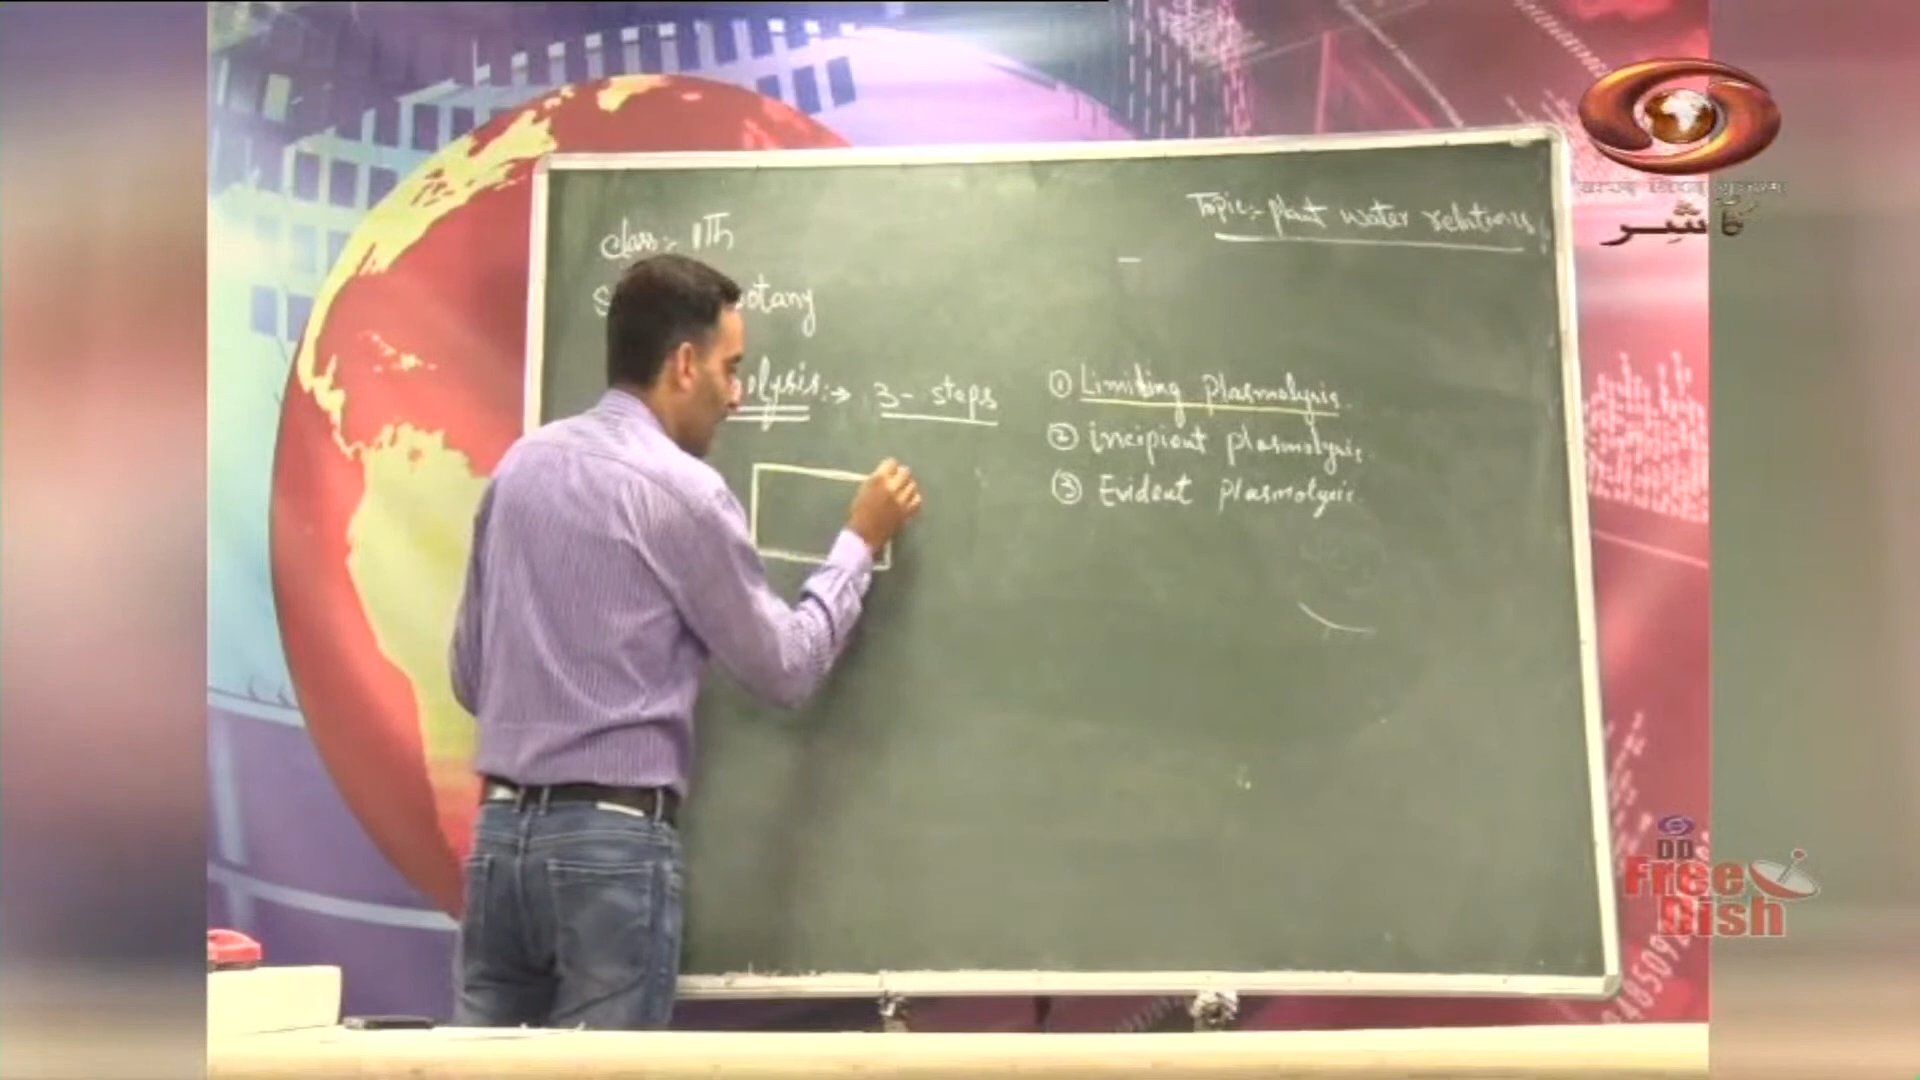 Class:- 11Th
Topic:- plant water relations
otany
olysis:→ 3- steps
① Limiting plasmolysis.
② incipient plasmolysis.
③ Evident plasmolysis.
کٲشُر
DD
Free
Dish